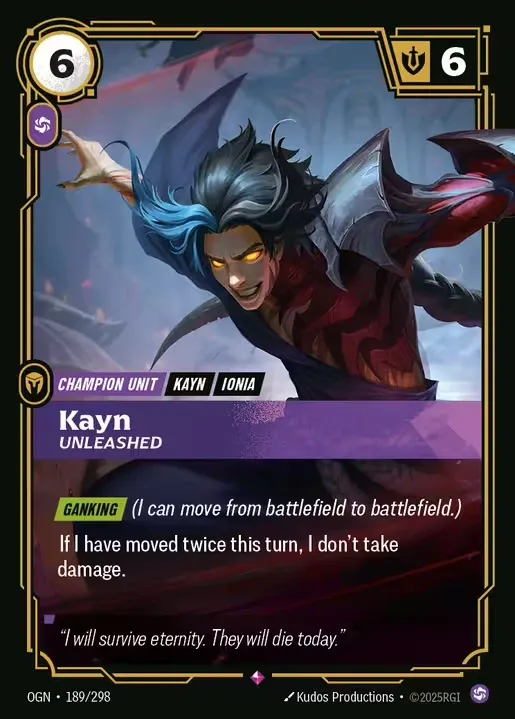 6
6
CHAMPION UNIT KAYN IONIA
Kayn
UNLEASHED
GANKING (I can move from battlefield to battlefield.)
If I have moved twice this turn, I don't take
damage.
"I will survive eternity. They will die today."
OGN • 189/298 Kudos Productions • ©2025RGI